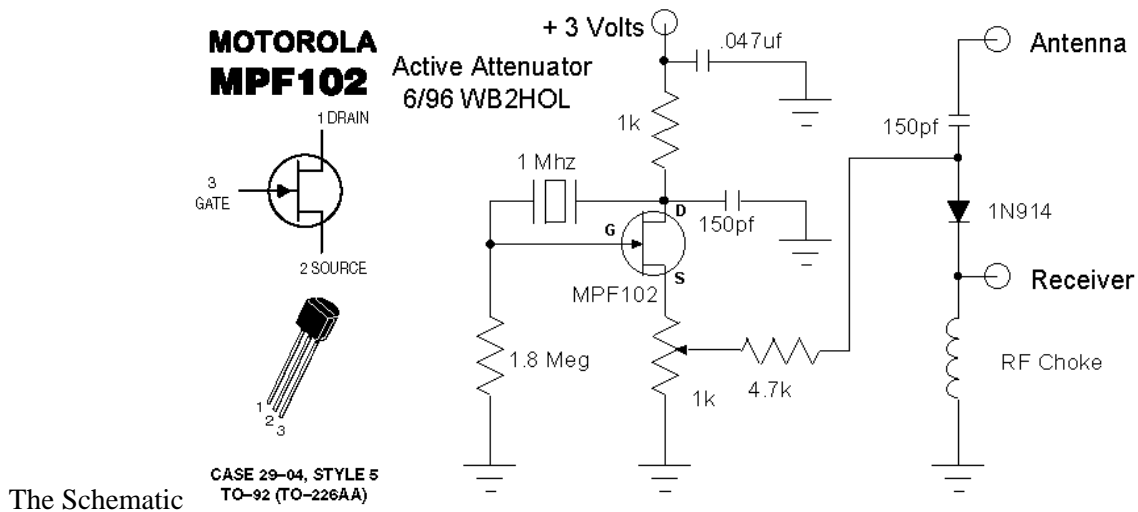 MOTOROLA
MPF102
1 DRAIN
3
GATE
2 SOURCE
1
2
3
CASE 29–04, STYLE 5
TO–92 (TO–226AA)
Active Attenuator
6/96 WB2HOL
+ 3 Volts
.047uf
1k
1 Mhz
D
G
S
150pf
MPF102
1.8 Meg
1k
4.7k
Antenna
150pf
1N914
Receiver
RF Choke
The Schematic